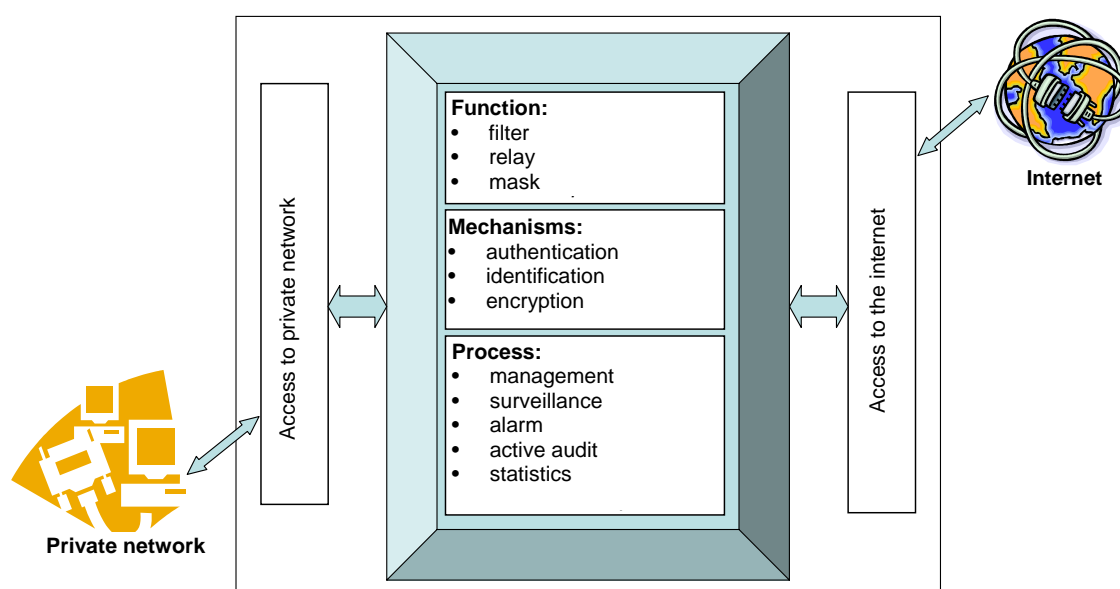 Function:
• filter
• relay
• mask
Mechanisms:
• authentication
• identification
• encryption
Process:
• management
• surveillance
• alarm
• active audit
• statistics
Access to private network
Access to the internet
Internet
Private network